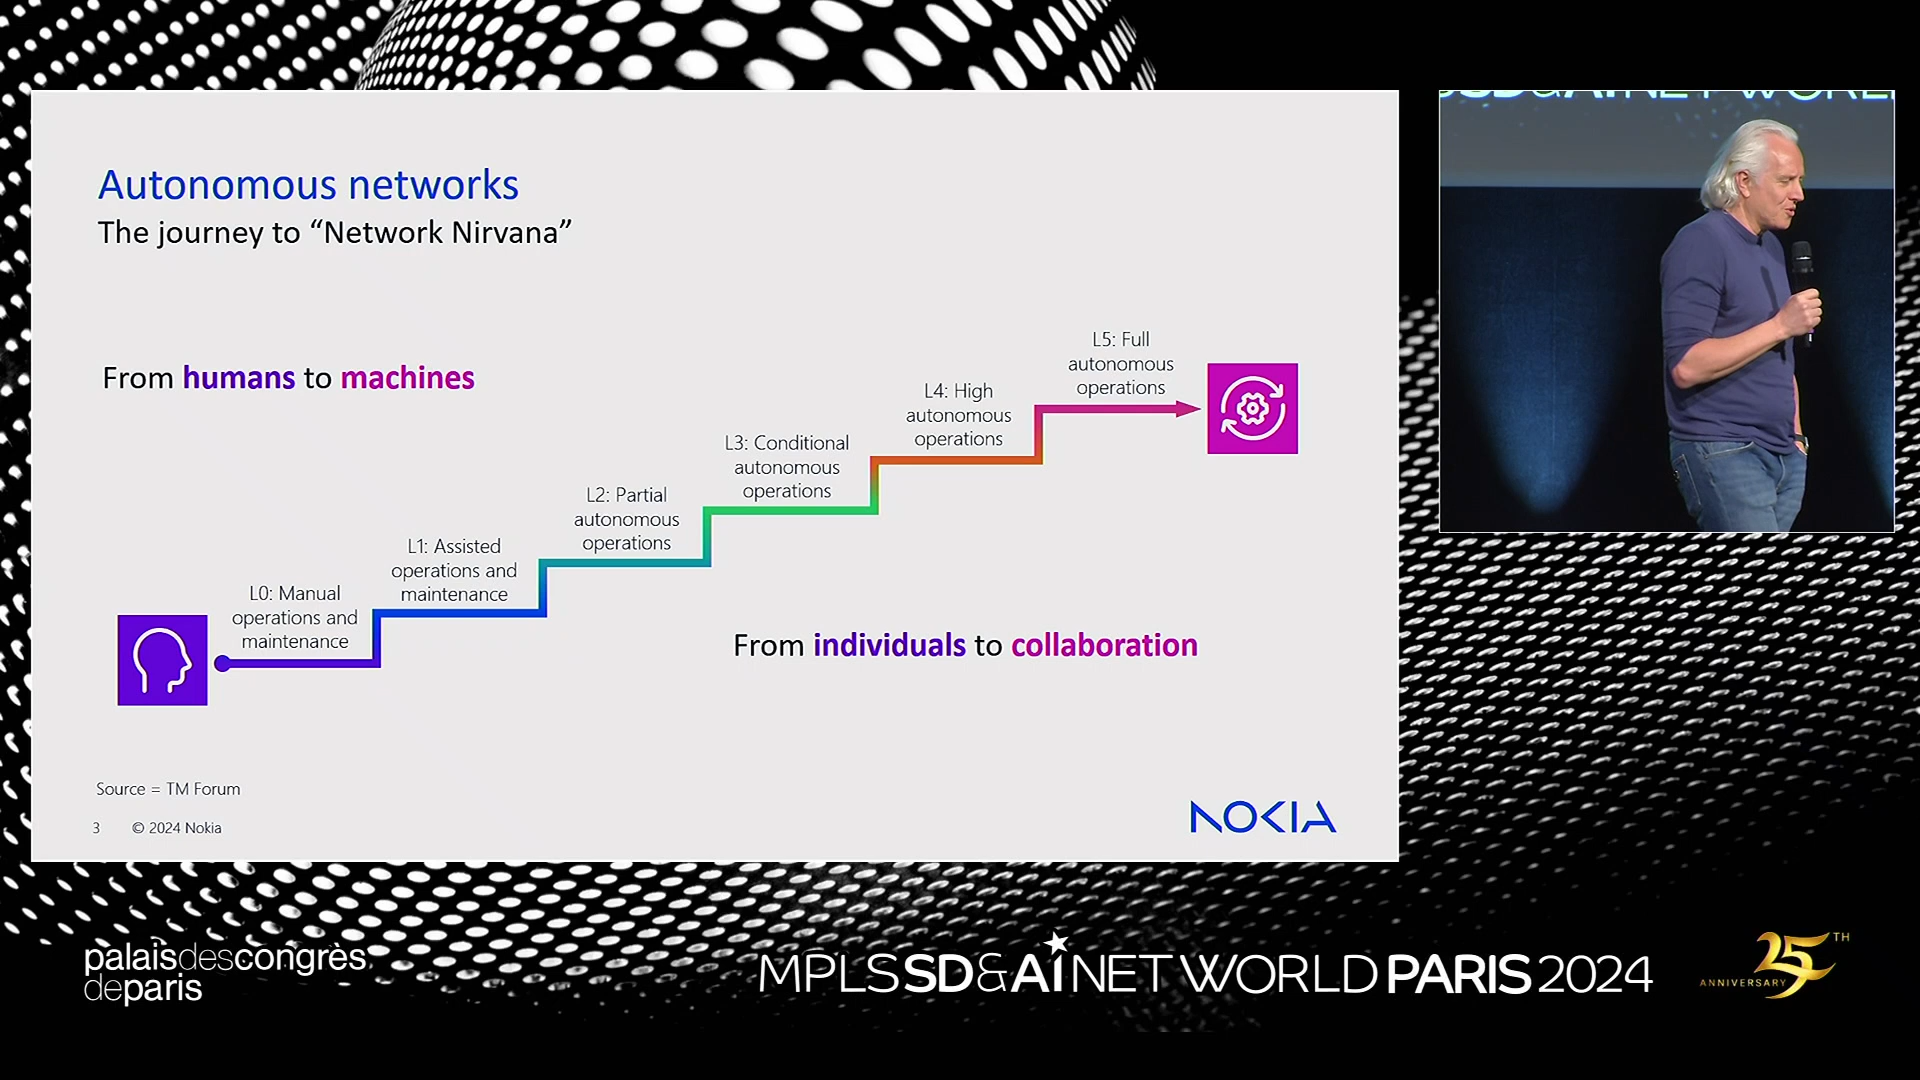 Autonomous networks
The journey to “Network Nirvana”
From humans to machines
L5: Full
autonomous
operations
L4: High
autonomous
operations
L3: Conditional
autonomous
operations
L2: Partial
autonomous
operations
L1: Assisted
operations and
maintenance
L0: Manual
operations and
maintenance
From individuals to collaboration
Source = TM Forum
3 © 2024 Nokia
NOKIA
palaisdescongrès
deparis
MPLS SD & AI NET WORLD PARIS 2024
25TH
ANNIVERSARY